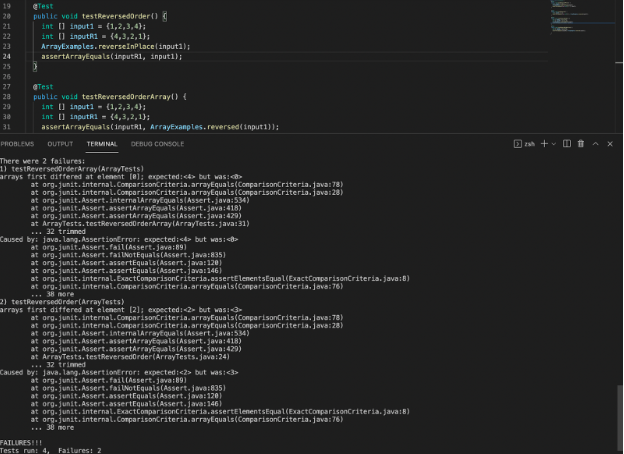 19 @Test
20 public void testReversedOrder() {
21 int [] input1 = {1,2,3,4};
22 int [] inputR1 = {4,3,2,1};
23 ArrayExamples.reverseInPlace(input1);
24 assertArrayEquals(inputR1, input1);
25 }
26
27 @Test
28 public void testReversedOrderArray() {
29 int [] input1 = {1,2,3,4};
30 int [] inputR1 = {4,3,2,1};
31 assertArrayEquals(inputR1, ArrayExamples.reversed(input1));
PROBLEMS OUTPUT TERMINAL DEBUG CONSOLE zsh
There were 2 failures:
1) testReversedOrderArray(ArrayTests)
arrays first differed at element [0]; expected:<4> but was:<0>
at org.junit.internal.ComparisonCriteria.arrayEquals(ComparisonCriteria.java:78)
at org.junit.internal.ComparisonCriteria.arrayEquals(ComparisonCriteria.java:28)
at org.junit.Assert.internalArrayEquals(Assert.java:534)
at org.junit.Assert.assertArrayEquals(Assert.java:418)
at org.junit.Assert.assertArrayEquals(Assert.java:429)
at ArrayTests.testReversedOrderArray(ArrayTests.java:31)
... 32 trimmed
Caused by: java.lang.AssertionError: expected:<4> but was:<0>
at org.junit.Assert.fail(Assert.java:89)
at org.junit.Assert.failNotEquals(Assert.java:835)
at org.junit.Assert.assertEquals(Assert.java:120)
at org.junit.Assert.assertEquals(Assert.java:146)
at org.junit.internal.ExactComparisonCriteria.assertElementsEqual(ExactComparisonCriteria.java:8)
at org.junit.internal.ComparisonCriteria.arrayEquals(ComparisonCriteria.java:76)
... 38 more
2) testReversedOrder(ArrayTests)
arrays first differed at element [2]; expected:<2> but was:<3>
at org.junit.internal.ComparisonCriteria.arrayEquals(ComparisonCriteria.java:78)
at org.junit.internal.ComparisonCriteria.arrayEquals(ComparisonCriteria.java:28)
at org.junit.Assert.internalArrayEquals(Assert.java:534)
at org.junit.Assert.assertArrayEquals(Assert.java:418)
at org.junit.Assert.assertArrayEquals(Assert.java:429)
at ArrayTests.testReversedOrder(ArrayTests.java:24)
... 32 trimmed
Caused by: java.lang.AssertionError: expected:<2> but was:<3>
at org.junit.Assert.fail(Assert.java:89)
at org.junit.Assert.failNotEquals(Assert.java:835)
at org.junit.Assert.assertEquals(Assert.java:120)
at org.junit.Assert.assertEquals(Assert.java:146)
at org.junit.internal.ExactComparisonCriteria.assertElementsEqual(ExactComparisonCriteria.java:8)
at org.junit.internal.ComparisonCriteria.arrayEquals(ComparisonCriteria.java:76)
... 38 more
FAILURES!!!
Tests run: 4, Failures: 2